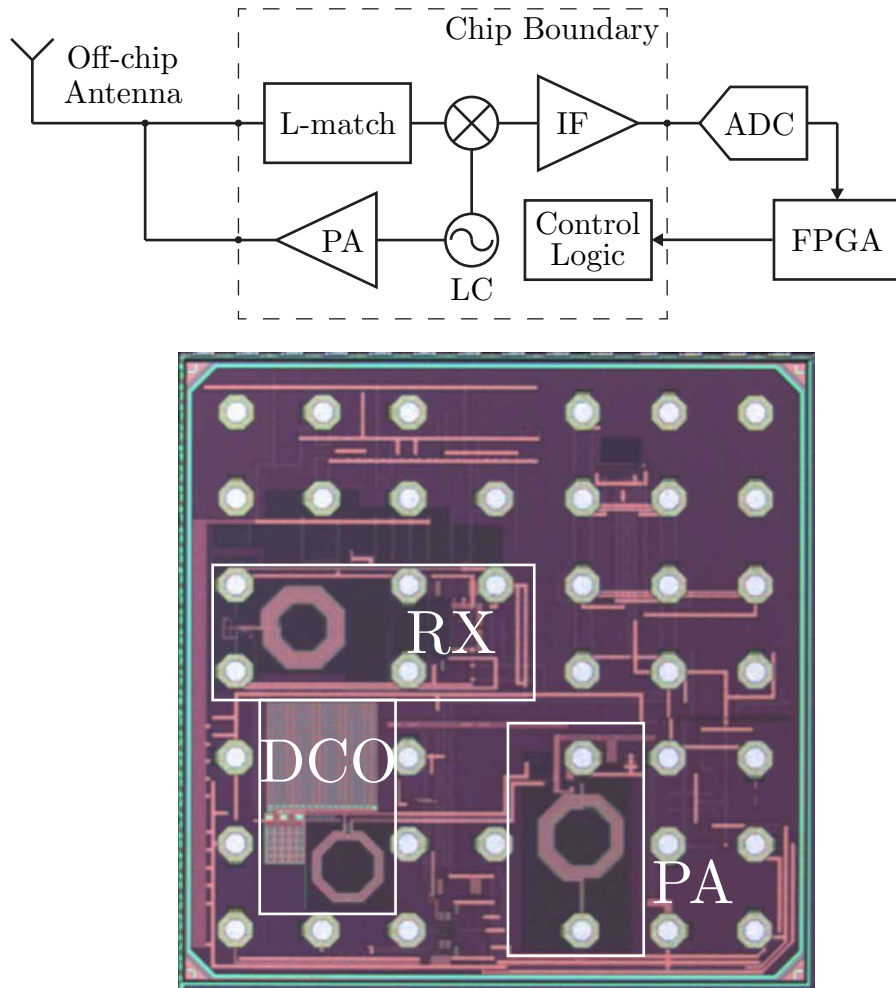 Chip Boundary
Off-chip
Antenna
L-match
IF
ADC
PA
LC
Control
Logic
FPGA
RX
DCO
PA